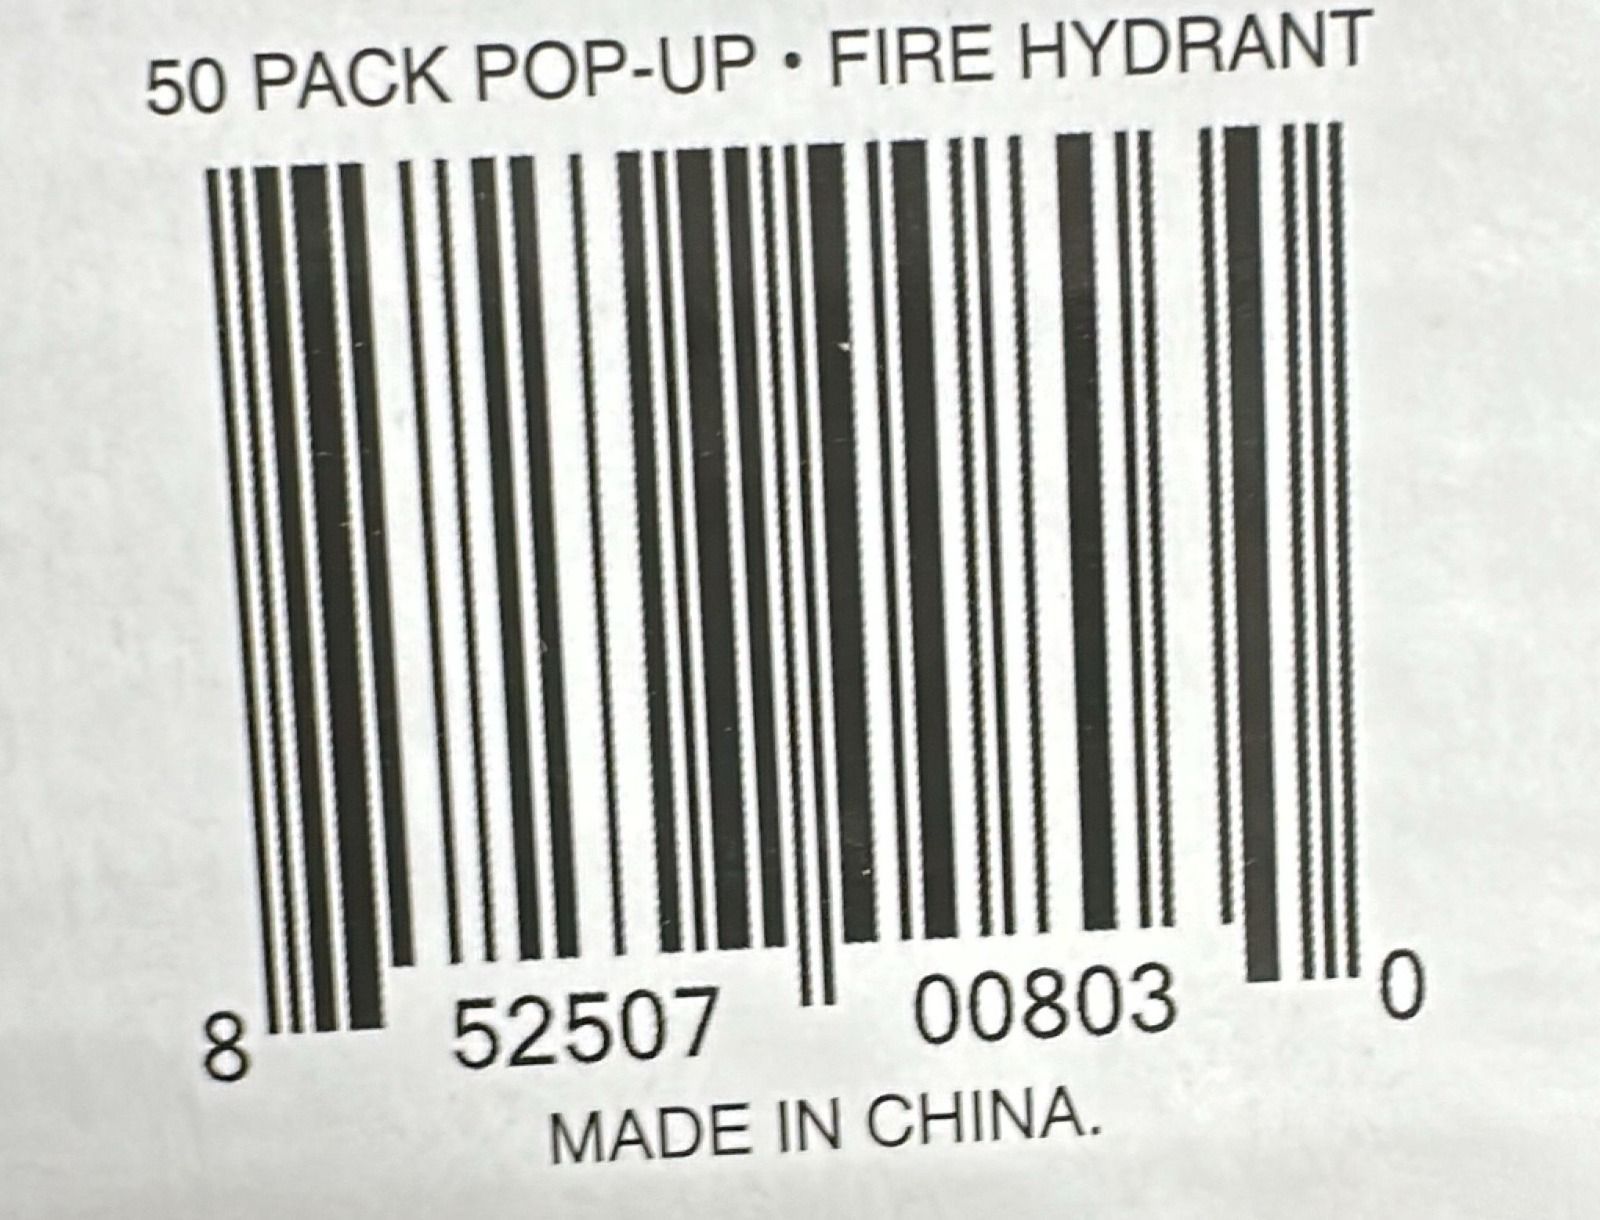 50 PACK POP-UP • FIRE HYDRANT
8 52507 00803 0
MADE IN CHINA.